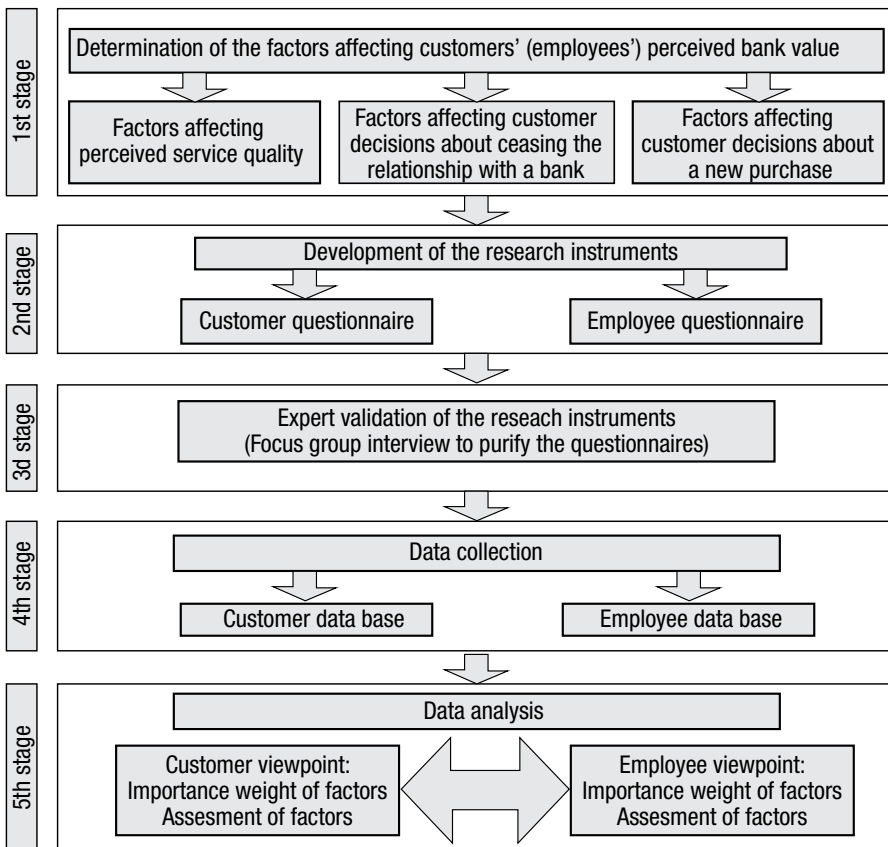 1st stage
Determination of the factors affecting customers’ (employees’) perceived bank value
Factors affecting
perceived service quality
Factors affecting customer
decisions about ceasing the
relationship with a bank
Factors affecting
customer decisions about
a new purchase
2nd stage
Development of the research instruments
Customer questionnaire
Employee questionnaire
3d stage
Expert validation of the reseach instruments
(Focus group interview to purify the questionnaires)
4th stage
Data collection
Customer data base
Employee data base
5th stage
Data analysis
Customer viewpoint:
Importance weight of factors
Assesment of factors
Employee viewpoint:
Importance weight of factors
Assesment of factors